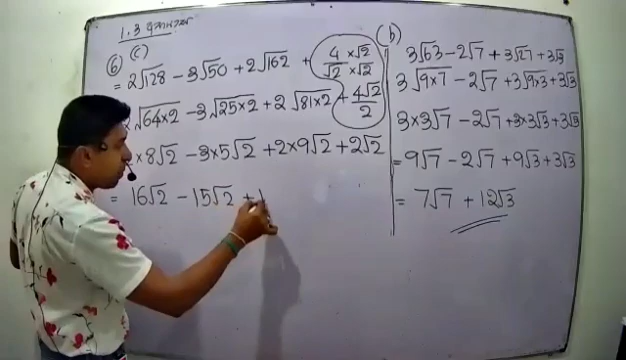 1.3
(6) (c)
2√128 - 3√50 + 2√162 + 4 ×√2 / √2 ×√2
= √64×2 - 3√25×2 + 2√81×2 + 4√2 / 2
×8√2 - 3×5√2 + 2×9√2 + 2√2
= 16√2 - 15√2 + 1
(b)
3√63 - 2√7 + 3√27 + 3√3
3√9×7 - 2√7 + 3√9×3 + 3√3
3×3√7 - 2√7 + 3×3√3 + 3√3
= 9√7 - 2√7 + 9√3 + 3√3
= 7√7 + 12√3